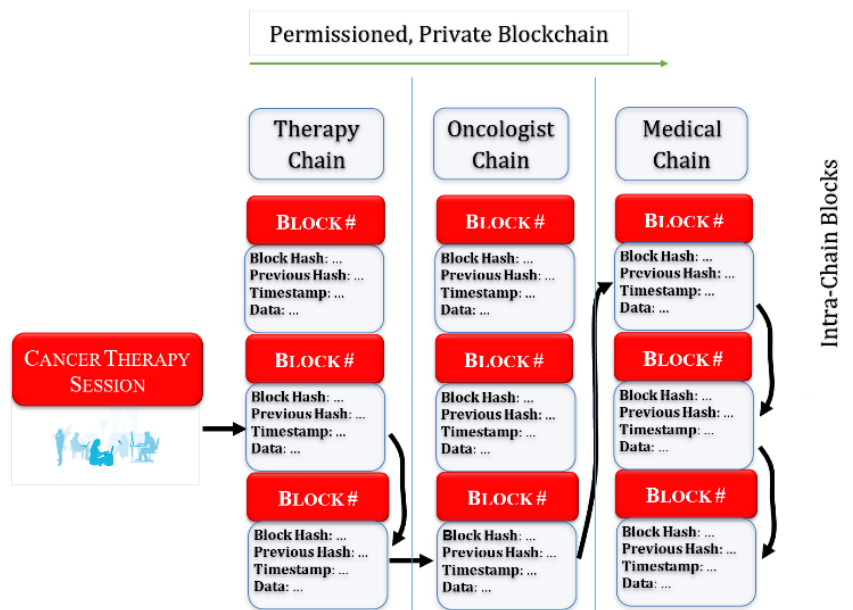 Permissioned, Private Blockchain
Therapy
Chain
Oncologist
Chain
Medical
Chain
BLOCK #
Block Hash: ...
Previous Hash: ...
Timestamp: ...
Data: ...
BLOCK #
Block Hash: ...
Previous Hash: ...
Timestamp: ...
Data: ...
BLOCK #
Block Hash: ...
Previous Hash: ...
Timestamp: ...
Data: ...
Intra-Chain Blocks
CANCER THERAPY
SESSION
BLOCK #
Block Hash: ...
Previous Hash: ...
Timestamp: ...
Data: ...
BLOCK #
Block Hash: ...
Previous Hash: ...
Timestamp: ...
Data: ...
BLOCK #
Block Hash: ...
Previous Hash: ...
Timestamp: ...
Data: ...
BLOCK #
Block Hash: ...
Previous Hash: ...
Timestamp: ...
Data: ...
BLOCK #
Block Hash: ...
Previous Hash: ...
Timestamp: ...
Data: ...
BLOCK #
Block Hash: ...
Previous Hash: ...
Timestamp: ...
Data: ...